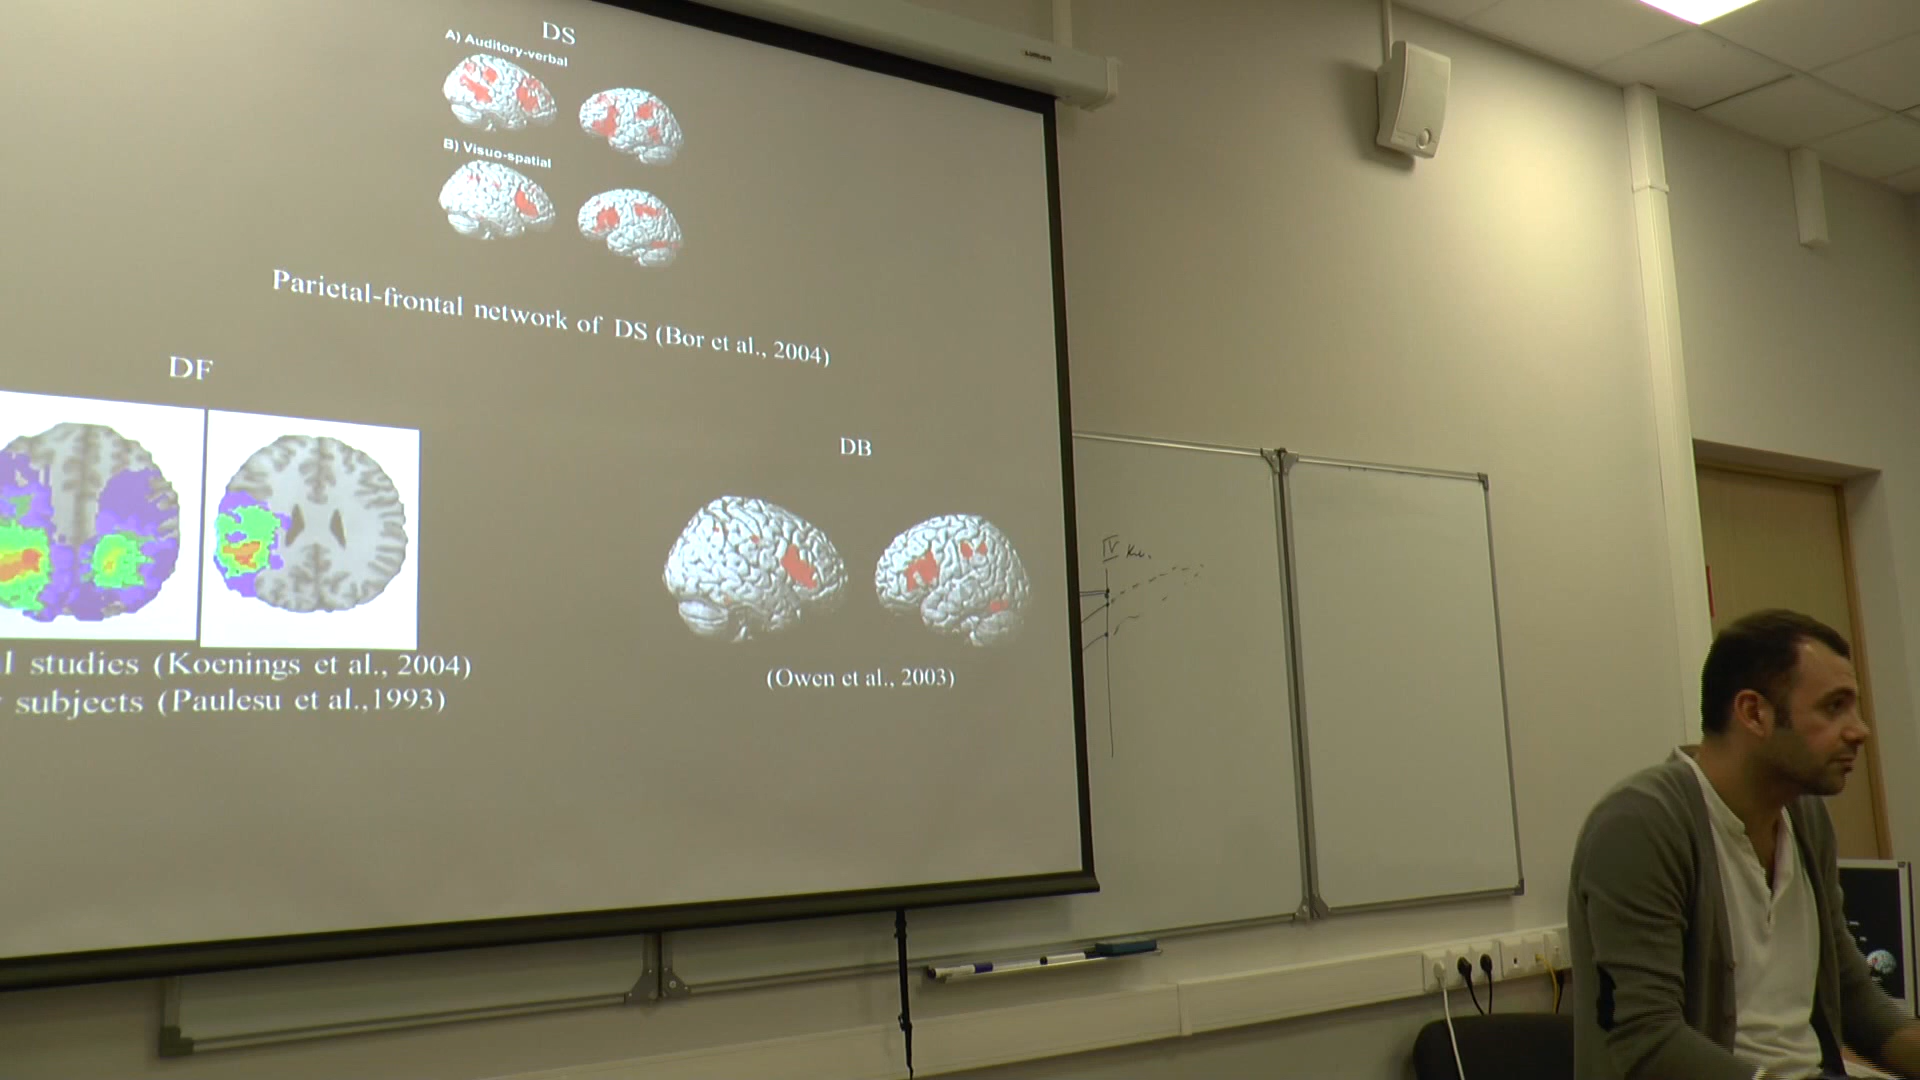 DS
A) Auditory-verbal
B) Visuo-spatial
Parietal-frontal network of DS (Bor et al., 2004)
DF
DB
l studies (Koenings et al., 2004)
subjects (Paulesu et al.,1993)
(Owen et al., 2003)
IV